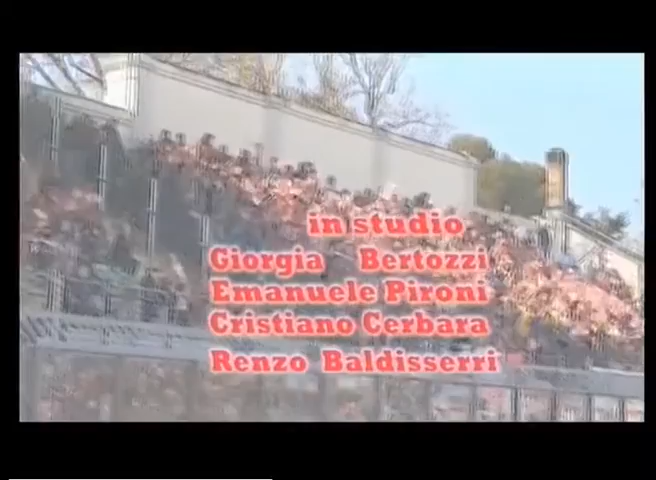 in studio
Giorgia Bertozzi
Emanuele Pironi
Cristiano Cerbara
Renzo Baldisserri